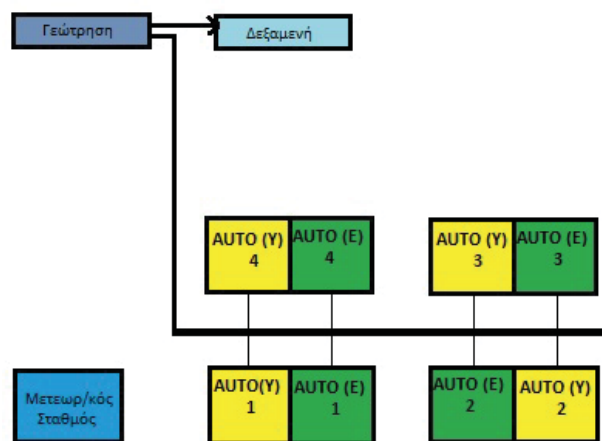 Γεώτρηση
Δεξαμενή
AUTO (Y)
4
AUTO (E)
4
AUTO (Y)
3
AUTO (E)
3
Μετεωρ/κός
Σταθμός
AUTO(Y)
1
AUTO (E)
1
AUTO (E)
2
AUTO (Y)
2